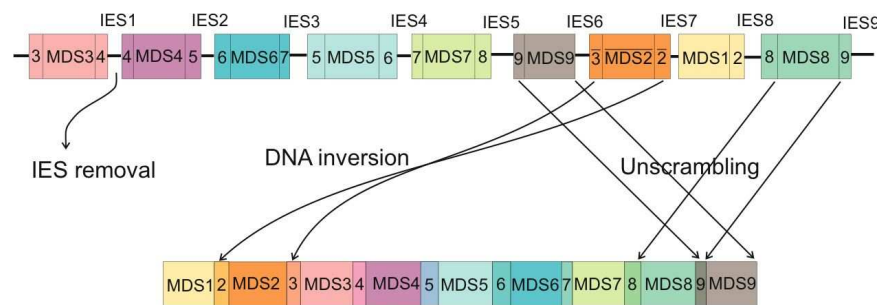 IES1 IES2 IES3 IES4 IES5 IES6 IES7 IES8 IES9
3 MDS3 4 4 MDS4 5 6 MDS6 7 5 MDS5 6 7 MDS7 8 9 MDS9 3̅ M̅D̅S̅2̅ 2̅ MDS1 2 8 MDS8 9
IES removal
DNA inversion
Unscrambling
MDS1 2 MDS2 3 MDS3 4 MDS4 5 MDS5 6 MDS6 7 MDS7 8 MDS8 9 MDS9